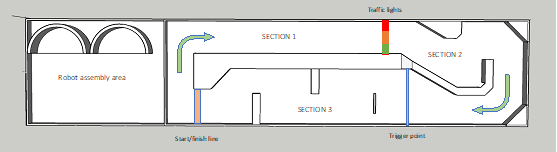 Traffic lights
SECTION 1
SECTION 2
Robot assembly area
SECTION 3
Start/finish line
Trigger point